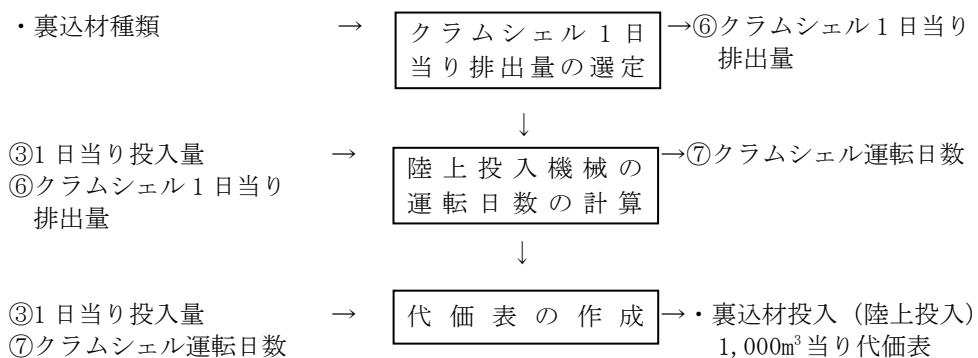 ・裏込材種類 → クラムシェル1日 →⑥クラムシェル1日当り
当り排出量の選定 排出量
↓
③1日当り投入量 → 陸上投入機械の →⑦クラムシェル運転日数
⑥クラムシェル1日当り 運転日数の計算
排出量
↓
③1日当り投入量 → 代価表の作成 →・裏込材投入（陸上投入）
⑦クラムシェル運転日数 1,000m³当り代価表